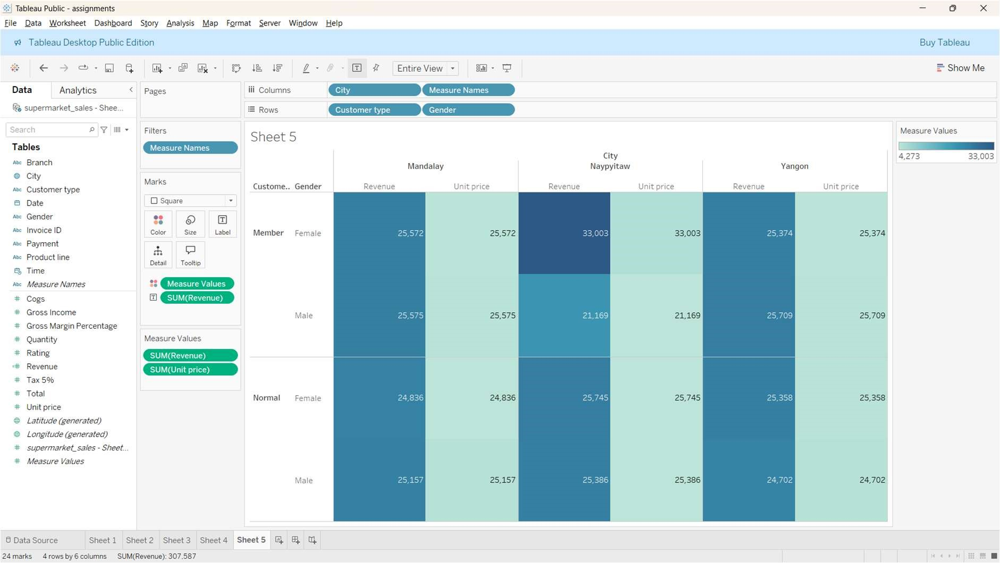 Tableau Public - assignments
File Data Worksheet Dashboard Story Analysis Map Format Server Window Help
Tableau Desktop Public Edition Buy Tableau
Entire View Show Me
Data Analytics Pages Columns City Measure Names
supermarket_sales - Shee...
Rows Customer type Gender
Search
Filters
Measure Names
Sheet 5
Measure Values
4,273 33,003
Tables
Abc Branch
City
Abc Customer type
Date
Abc Gender
Abc Invoice ID
Abc Payment
Abc Product line
Time
Abc Measure Names
Cogs
Gross Income
Gross Margin Percentage
Quantity
Rating
Revenue
Tax 5%
Total
Unit price
Latitude (generated)
Longitude (generated)
supermarket_sales - Sheet...
Measure Values
Marks
Square
Color Size Label
Detail Tooltip
Measure Values
SUM(Revenue)
Measure Values
SUM(Revenue)
SUM(Unit price)
City
Mandalay Naypyitaw Yangon
Custome.. Gender Revenue Unit price Revenue Unit price Revenue Unit price
Member Female 25,572 25,572 33,003 33,003 25,374 25,374
Male 25,575 25,575 21,169 21,169 25,709 25,709
Normal Female 24,836 24,836 25,745 25,745 25,358 25,358
Male 25,157 25,157 25,386 25,386 24,702 24,702
Data Source Sheet 1 Sheet 2 Sheet 3 Sheet 4 Sheet 5
24 marks 4 rows by 6 columns SUM(Revenue): 307,587